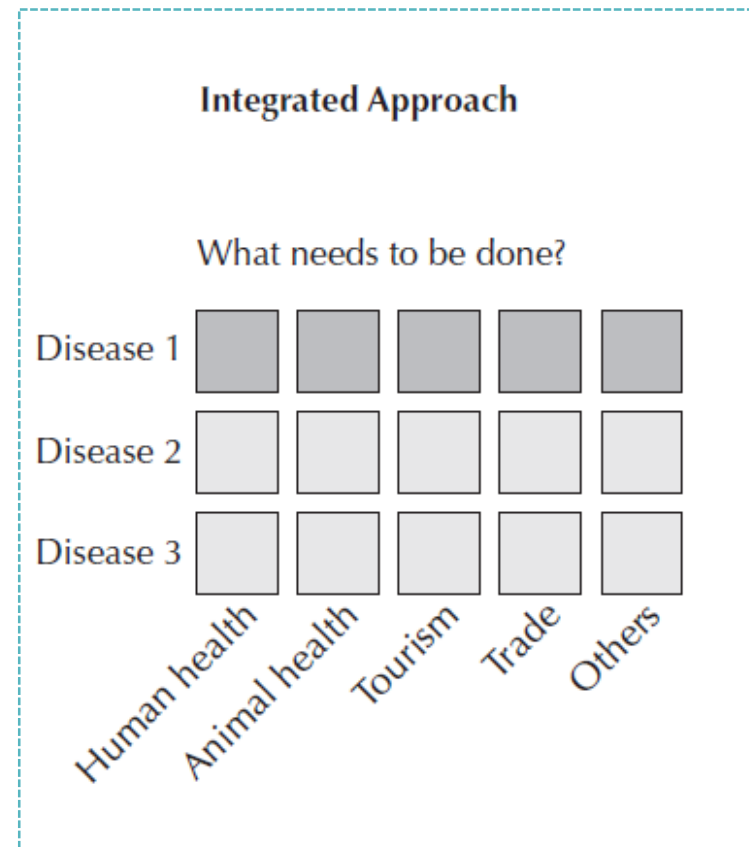 Integrated Approach
What needs to be done?
Disease 1
Disease 2
Disease 3
Human health
Animal health
Tourism
Trade
Others